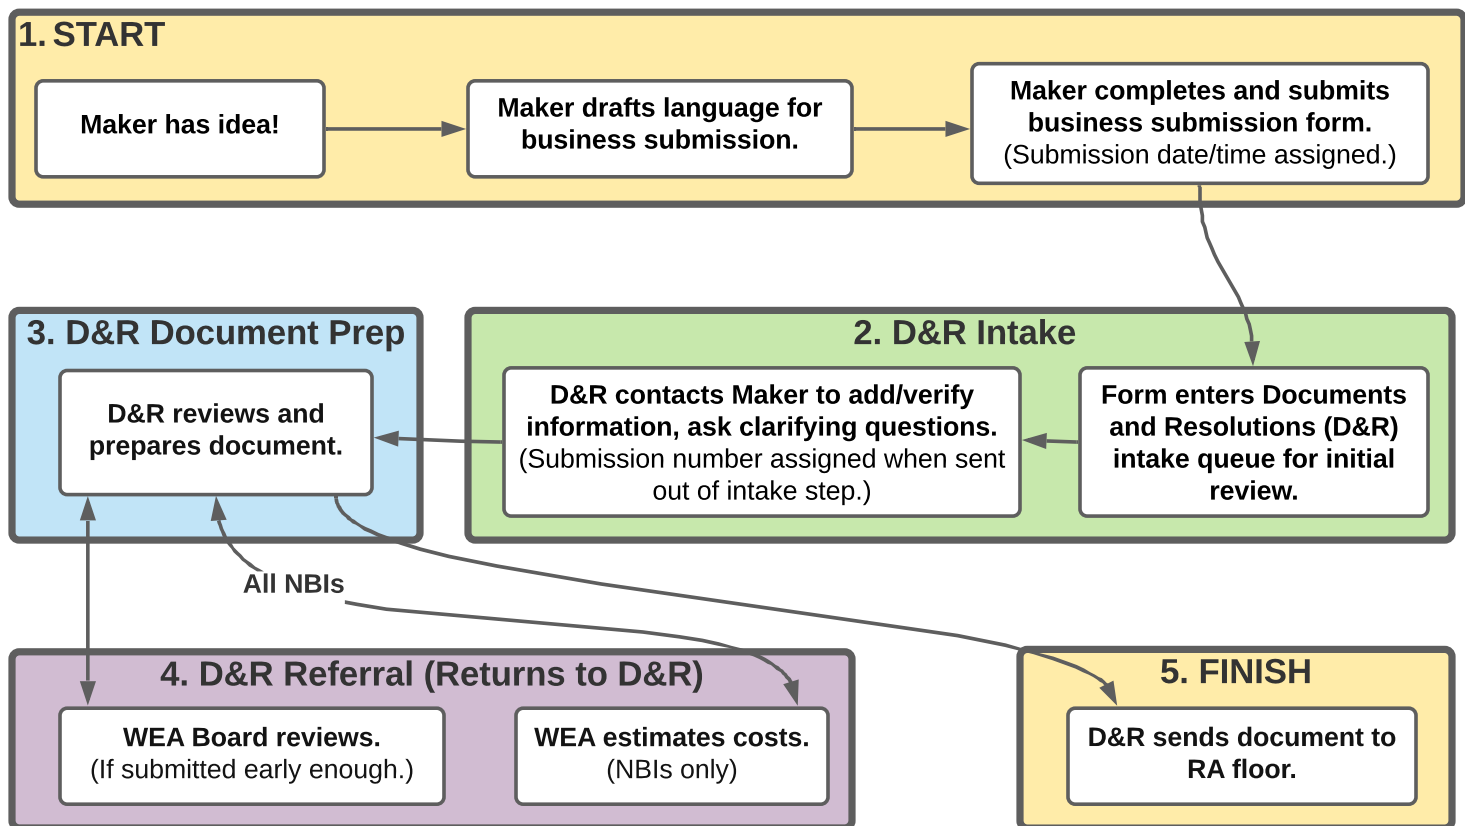 1. START
Maker has idea!
Maker drafts language for
business submission.
Maker completes and submits
business submission form.
(Submission date/time assigned.)
2. D&R Intake
Form enters Documents
and Resolutions (D&R)
intake queue for initial
review.
D&R contacts Maker to add/verify
information, ask clarifying questions.
(Submission number assigned when sent
out of intake step.)
3. D&R Document Prep
D&R reviews and
prepares document.
All NBIs
4. D&R Referral (Returns to D&R)
WEA Board reviews.
(If submitted early enough.)
WEA estimates costs.
(NBIs only)
5. FINISH
D&R sends document to
RA floor.